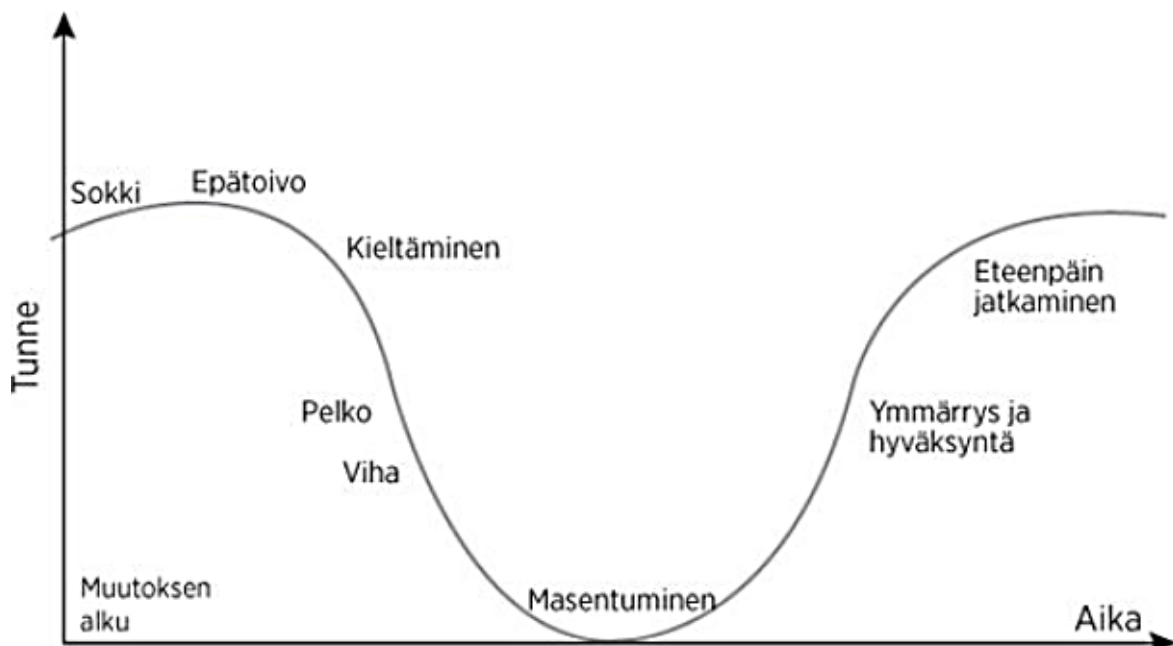 Sokki
Epätoivo
Kieltäminen
Eteenpäin
jatkaminen
Tunne
Pelko
Viha
Ymmärrys ja
hyväksyntä
Muutoksen
alku
Masentuminen
Aika